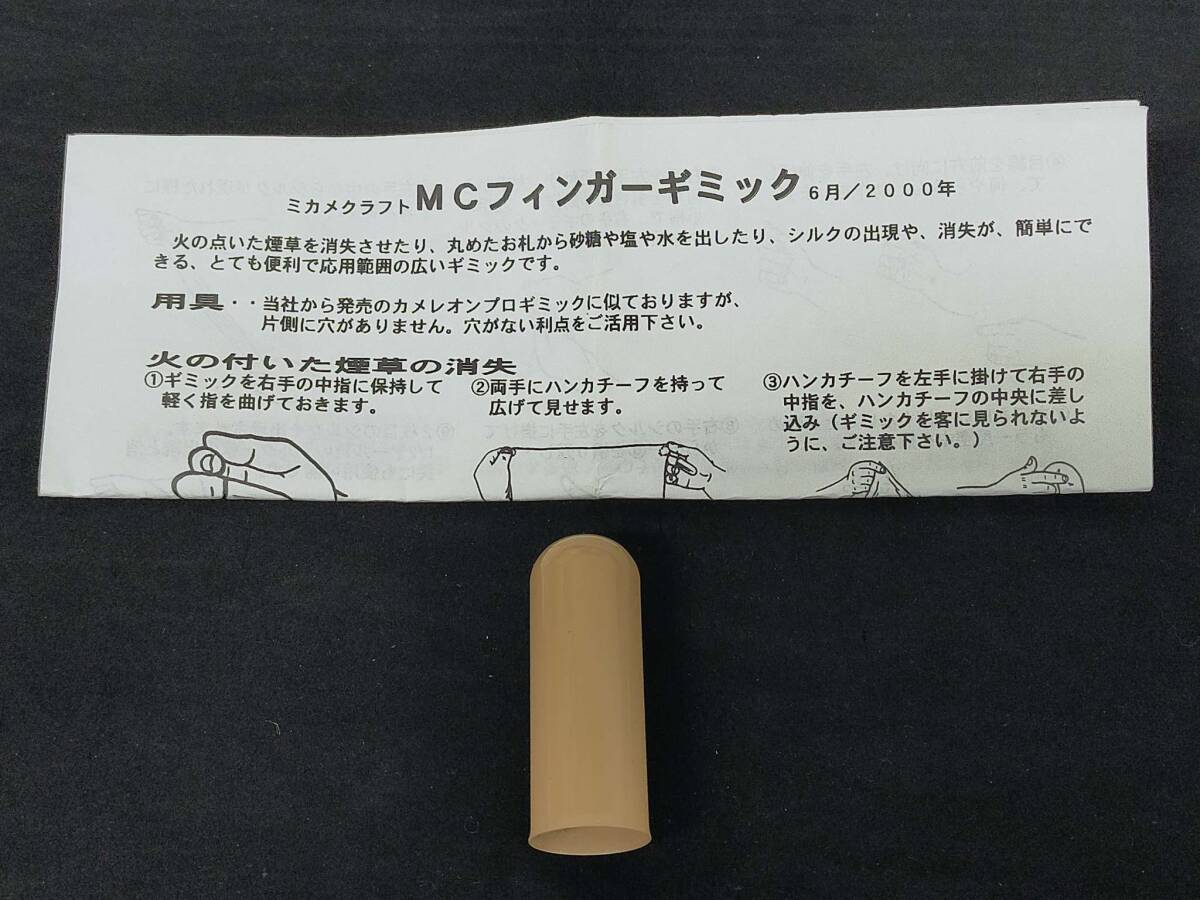 ミカメクラフト MCフィンガーギミック 6月/2000年
火の点いた煙草を消失させたり、丸めたお札から砂糖や塩や水を出したり、シルクの出現や、消失が、簡単にで
きる、とても便利で応用範囲の広いギミックです。
用具・・当社から発売のカメレオンプロギミックに似ておりますが、
片側に穴がありません。穴がない利点をご活用下さい。
火の付いた煙草の消失
①ギミックを右手の中指に保持して
軽く指を曲げておきます。
②両手にハンカチーフを持って
広げて見せます。
③ハンカチーフを左手に掛けて右手の
中指を、ハンカチーフの中央に差し
込み(ギミックを客に見られないよ
うに、ご注意下さい。)